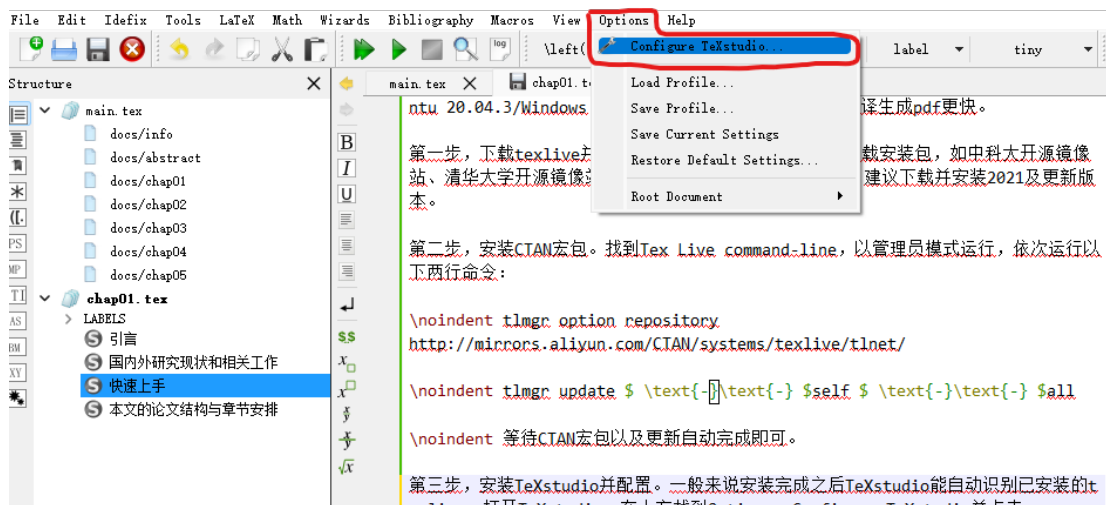 File Edit Idefix Tools LaTeX Math Wizards Bibliography Macros View Options Help
log \left( Configure TeXstudio... label tiny
Structure main.tex chap01.t
Load Profile...
Save Profile...
Save Current Settings
Restore Default Settings...
Root Document
main.tex
docs/info
docs/abstract
docs/chap01
docs/chap02
docs/chap03
docs/chap04
docs/chap05
chap01.tex
LABELS
引言
国内外研究现状和相关工作
快速上手
本文的论文结构与章节安排
PS
MP
TI
AS
RM
XY
B
I
U
$$
ntu 20.04.3/Windows 译生成pdf更快。
第一步，下载texlive并 载安装包，如中科大开源镜像
站、清华大学开源镜像 建议下载并安装2021及更新版
本。
第二步，安装CTAN宏包。找到Tex Live command-line，以管理员模式运行，依次运行以
下两行命令：
\noindent tlmgr option repository
http://mirrors.aliyun.com/CTAN/systems/texlive/tlnet/
\noindent tlmgr update $ \text{-}\text{-} $self $ \text{-}\text{-} $all
\noindent 等待CTAN宏包以及更新自动完成即可。
第三步，安装TeXstudio并配置。一般来说安装完成之后TeXstudio能自动识别已安装的t